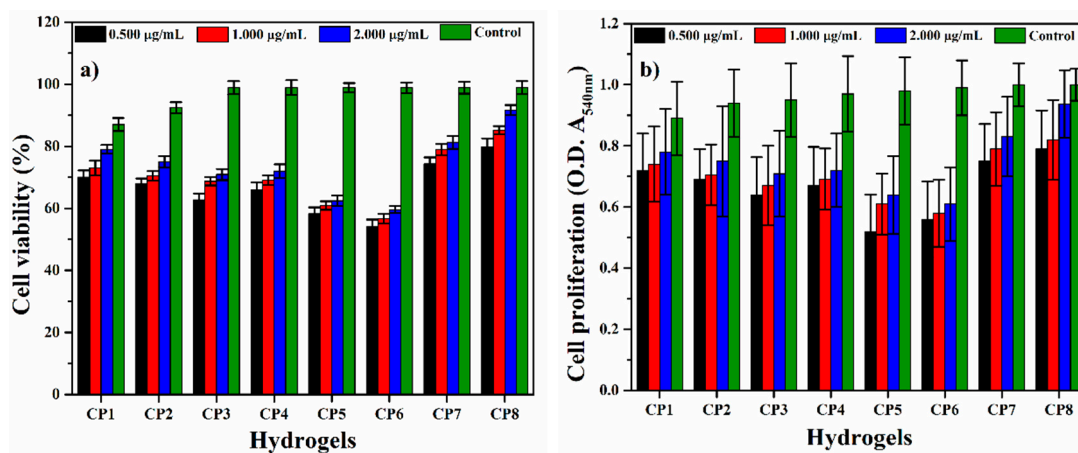 120
100
80
60
40
20
0
Cell viability (%)
0.500 µg/mL 1.000 µg/mL 2.000 µg/mL Control
a)
CP1 CP2 CP3 CP4 CP5 CP6 CP7 CP8
Hydrogels
1.2
1.0
0.8
0.6
0.4
0.2
0.0
Cell proliferation (O.D. A540nm)
0.500 µg/mL 1.000 µg/mL 2.000 µg/mL Control
b)
CP1 CP2 CP3 CP4 CP5 CP6 CP7 CP8
Hydrogels